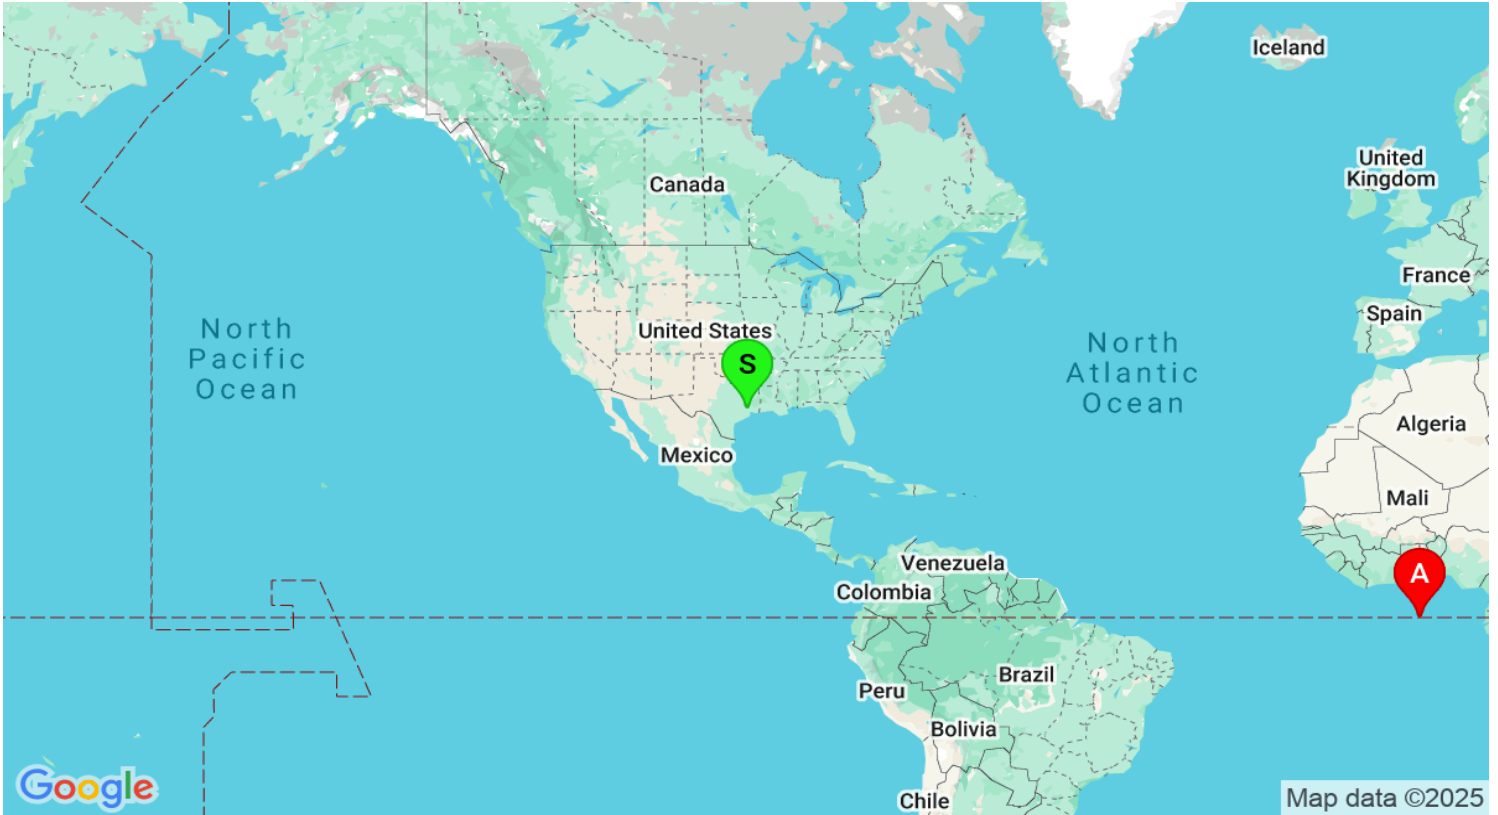 Iceland
United
Kingdom
Canada
France
Spain
North
Pacific
Ocean
United States
North
Atlantic
Ocean
S
Algeria
Mexico
Mali
Venezuela
A
Colombia
Brazil
Peru
Bolivia
Chile
Google
Map data ©2025